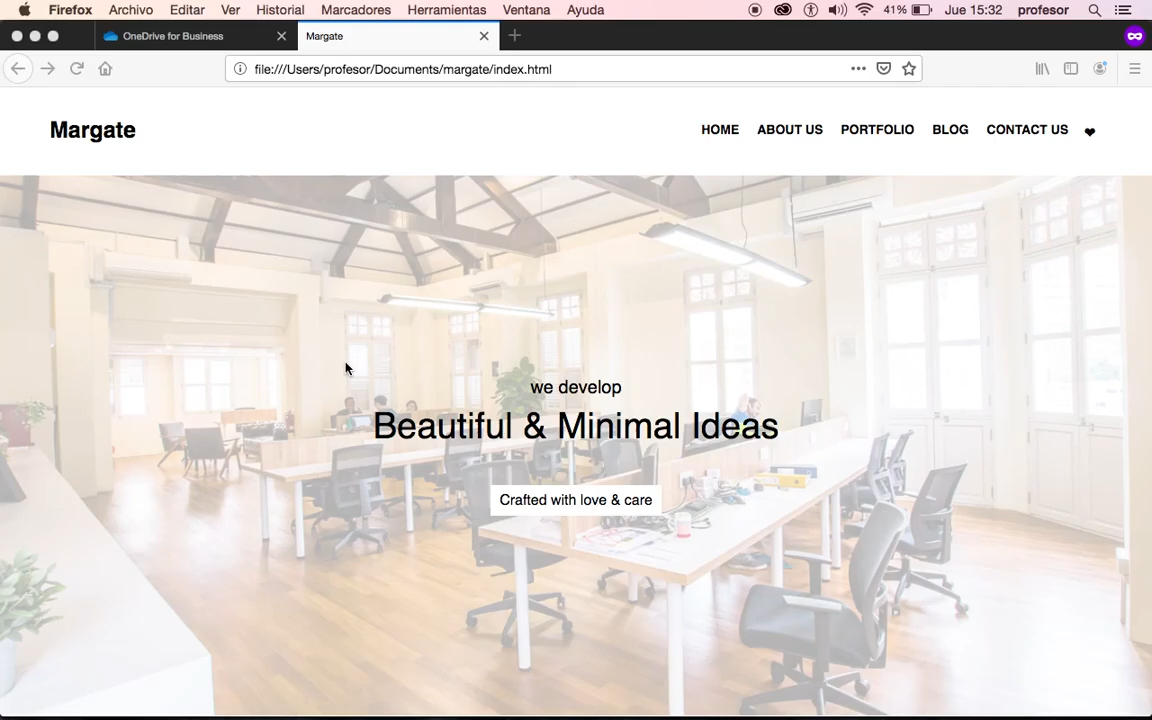 Firefox Archivo Editar Ver Historial Marcadores Herramientas Ventana Ayuda 41% Jue 15:32 profesor
OneDrive for Business Margate
file:///Users/profesor/Documents/margate/index.html
Margate HOME ABOUT US PORTFOLIO BLOG CONTACT US
we develop
Beautiful & Minimal Ideas
Crafted with love & care